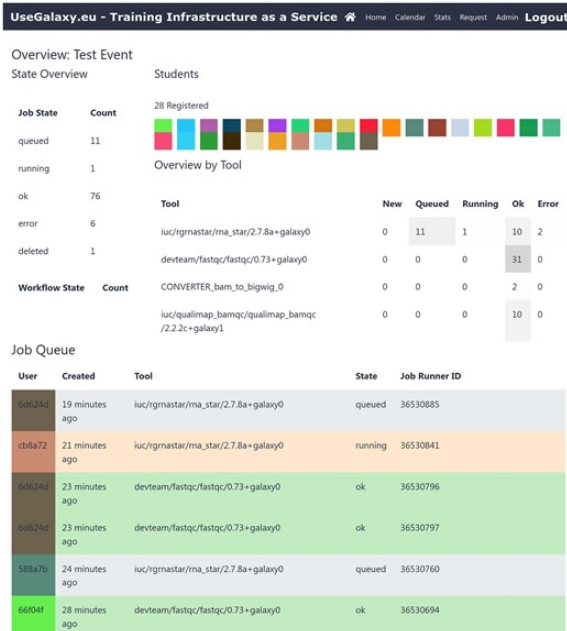 UseGalaxy.eu - Training Infrastructure as a Service Home Calendar Stats Request Admin Logout
Overview: Test Event
State Overview
Students
28 Registered
Job State Count
queued 11
running 1
ok 76
error 6
deleted 1
Workflow State Count
Overview by Tool
Tool New Queued Running Ok Error
iuc/rgrnastar/rna_star/2.7.8a+galaxy0 0 11 1 10 2
devteam/fastqc/fastqc/0.73+galaxy0 0 0 0 31 0
CONVERTER_bam_to_bigwig_0 0 0 0 2 0
iuc/qualimap_bamqc/qualimap_bamqc
/2.2.2c+galaxy1 0 0 0 10 0
Job Queue
User Created Tool State Job Runner ID
6d624d 19 minutes ago iuc/rgrnastar/rna_star/2.7.8a+galaxy0 queued 36530885
cb8a72 21 minutes ago iuc/rgrnastar/rna_star/2.7.8a+galaxy0 running 36530841
6d624d 23 minutes ago devteam/fastqc/fastqc/0.73+galaxy0 ok 36530796
6d624d 23 minutes ago devteam/fastqc/fastqc/0.73+galaxy0 ok 36530797
588a7b 24 minutes ago iuc/rgrnastar/rna_star/2.7.8a+galaxy0 queued 36530760
66f04f 28 minutes ago devteam/fastqc/fastqc/0.73+galaxy0 ok 36530694